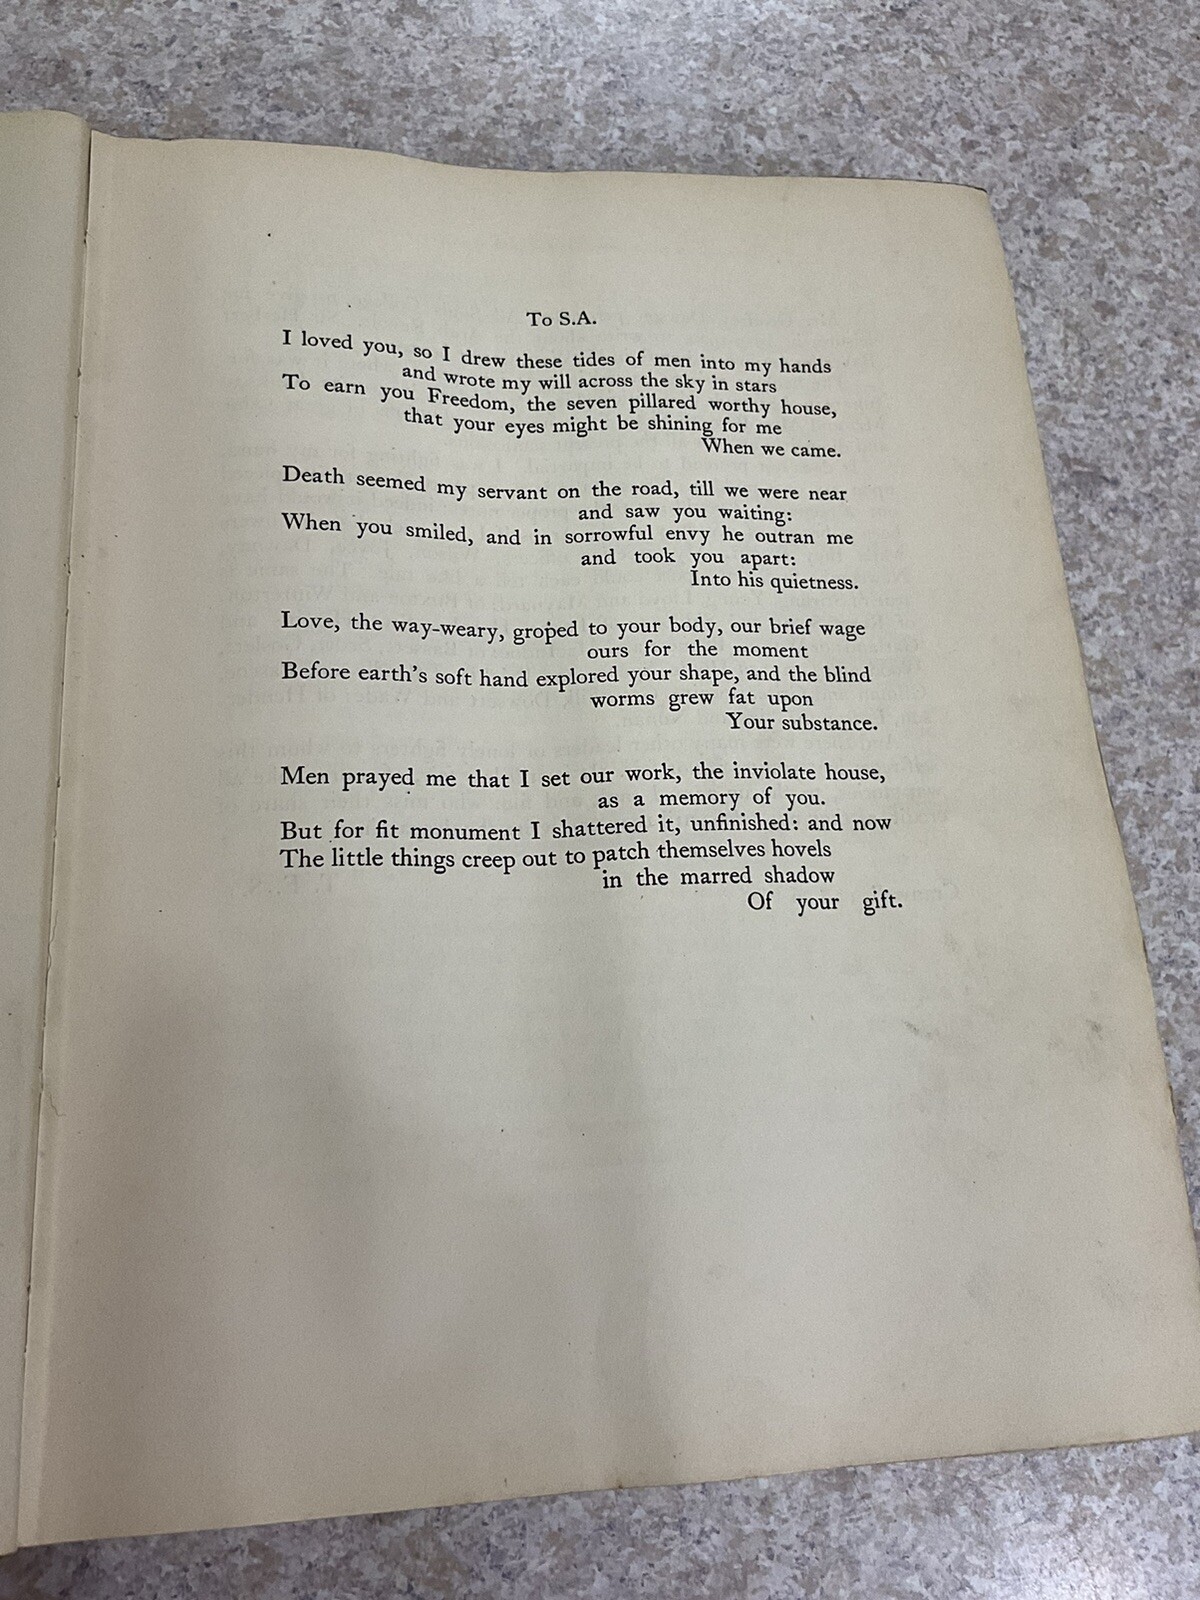 To S.A.
I loved you, so I drew these tides of men into my hands
and wrote my will across the sky in stars
To earn you Freedom, the seven pillared worthy house,
that your eyes might be shining for me
When we came.
Death seemed my servant on the road, till we were near
and saw you waiting:
When you smiled, and in sorrowful envy he outran me
and took you apart:
Into his quietness.
Love, the way-weary, groped to your body, our brief wage
ours for the moment
Before earth's soft hand explored your shape, and the blind
worms grew fat upon
Your substance.
Men prayed me that I set our work, the inviolate house,
as a memory of you.
But for fit monument I shattered it, unfinished: and now
The little things creep out to patch themselves hovels
in the marred shadow
Of your gift.